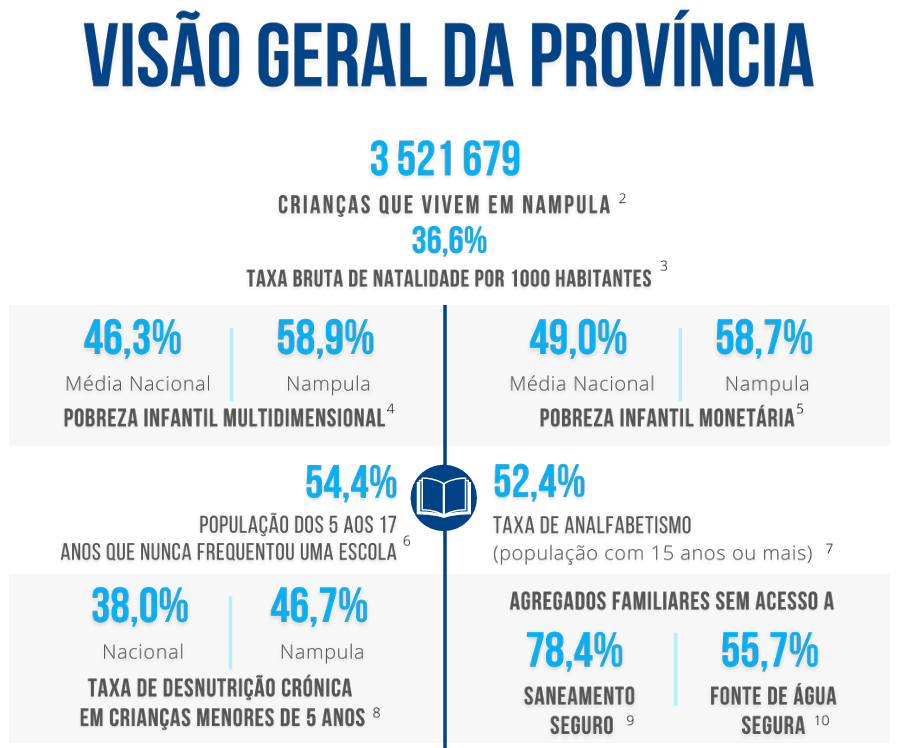 VISÃO GERAL DA PROVÍNCIA
3 521 679
CRIANÇAS QUE VIVEM EM NAMPULA 2
36,6%
TAXA BRUTA DE NATALIDADE POR 1000 HABITANTES 3
46,3%
Média Nacional
58,9%
Nampula
POBREZA INFANTIL MULTIDIMENSIONAL 4
49,0%
Média Nacional
58,7%
Nampula
POBREZA INFANTIL MONETÁRIA 5
54,4%
POPULAÇÃO DOS 5 AOS 17
ANOS QUE NUNCA FREQUENTOU UMA ESCOLA 6
52,4%
TAXA DE ANALFABETISMO
(população com 15 anos ou mais) 7
38,0%
Nacional
46,7%
Nampula
TAXA DE DESNUTRIÇÃO CRÓNICA
EM CRIANÇAS MENORES DE 5 ANOS 8
AGREGADOS FAMILIARES SEM ACESSO A
78,4%
SANEAMENTO
SEGURO 9
55,7%
FONTE DE ÁGUA
SEGURA 10